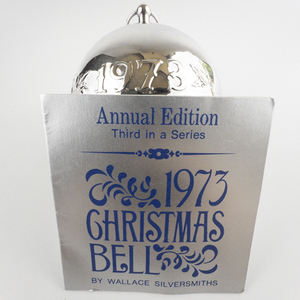 1973
Annual Edition
Third in a Series
1973
CHRISTMAS
BELL
BY WALLACE SILVERSMITHS